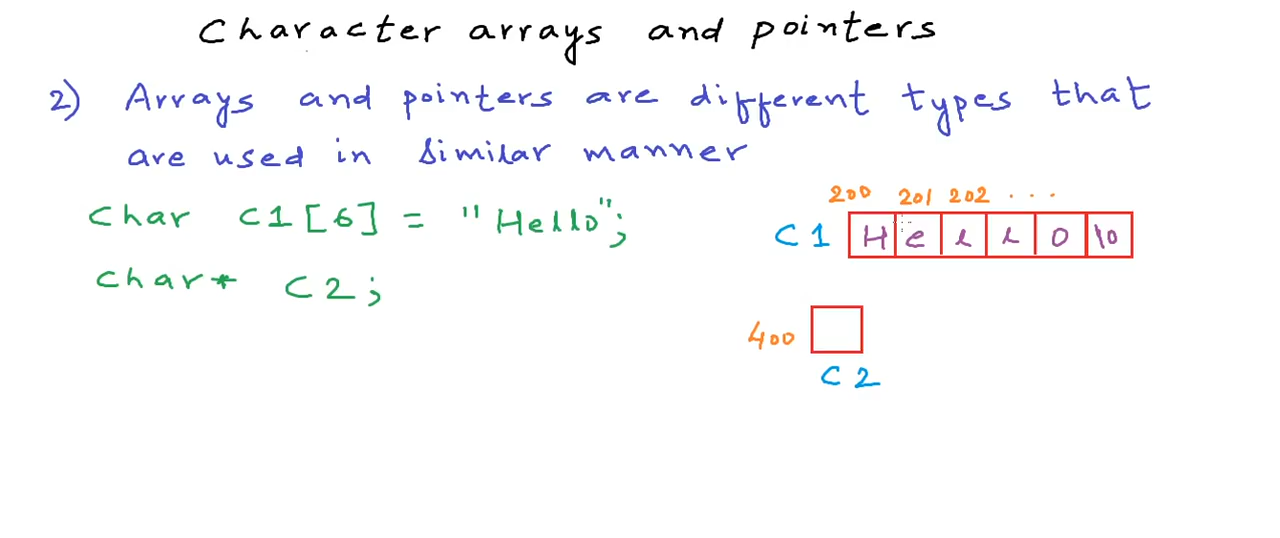 Character arrays and pointers
2) Arrays and pointers are different types that
are used in similar manner
200 201 202 ...
Char C1[6] = "Hello";
C1 H e l l o \0
Char* C2;
400
C2